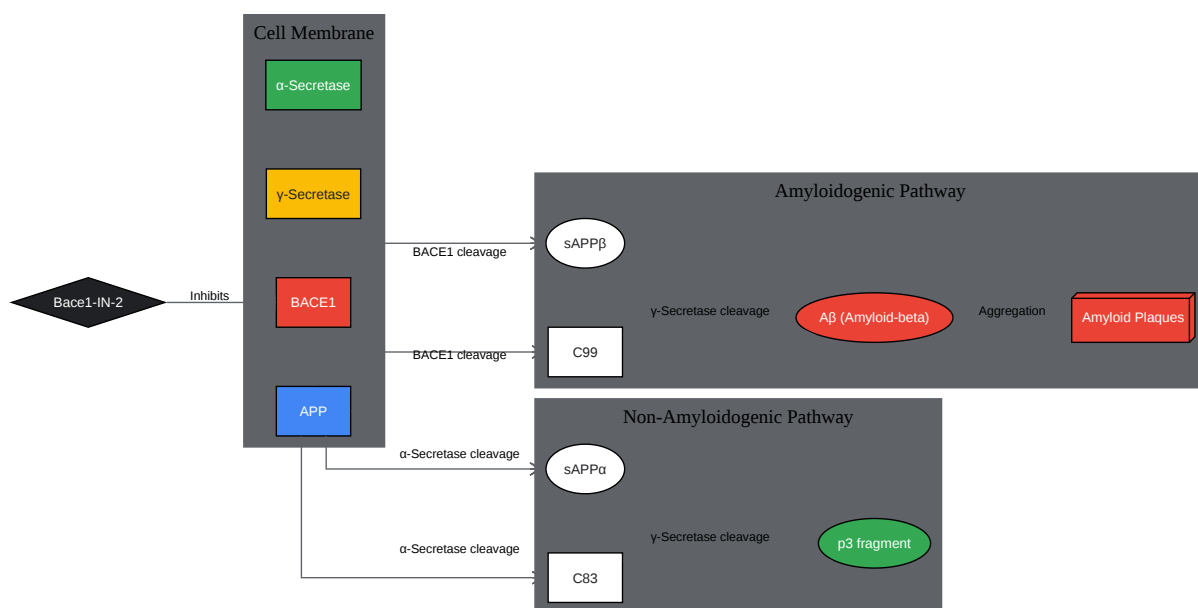 Cell Membrane
α-Secretase
γ-Secretase
BACE1
APP
Bace1-IN-2
Inhibits
BACE1 cleavage
BACE1 cleavage
α-Secretase cleavage
α-Secretase cleavage
Amyloidogenic Pathway
sAPPβ
C99
γ-Secretase cleavage
Aβ (Amyloid-beta)
Aggregation
Amyloid Plaques
Non-Amyloidogenic Pathway
sAPPα
C83
γ-Secretase cleavage
p3 fragment